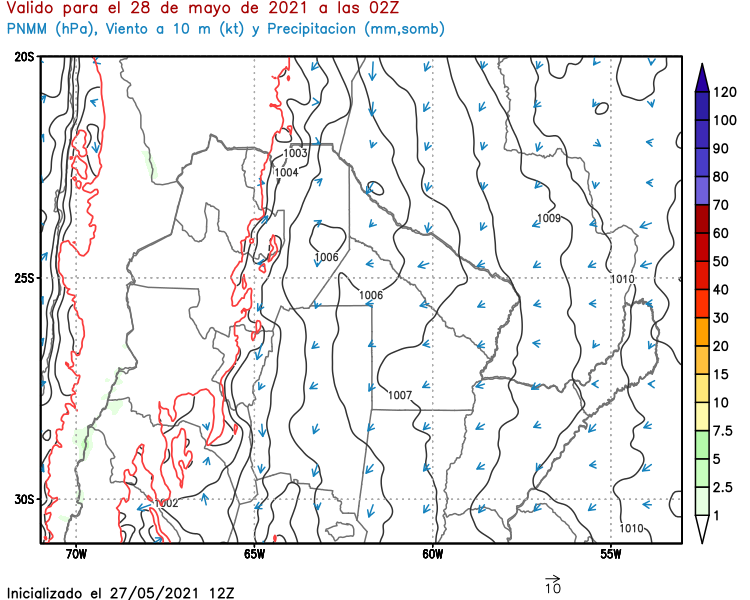 Valido para el 28 de mayo de 2021 a las 02Z
PNMM (hPa), Viento a 10 m (kt) y Precipitacion (mm,somb)
20S
25S
30S
70W
65W
60W
55W
1003
1004
1006
1006
1007
1009
1010
1002
1010
120
100
90
80
70
60
50
40
30
20
15
10
7.5
5
2.5
1
10
Inicializado el 27/05/2021 12Z